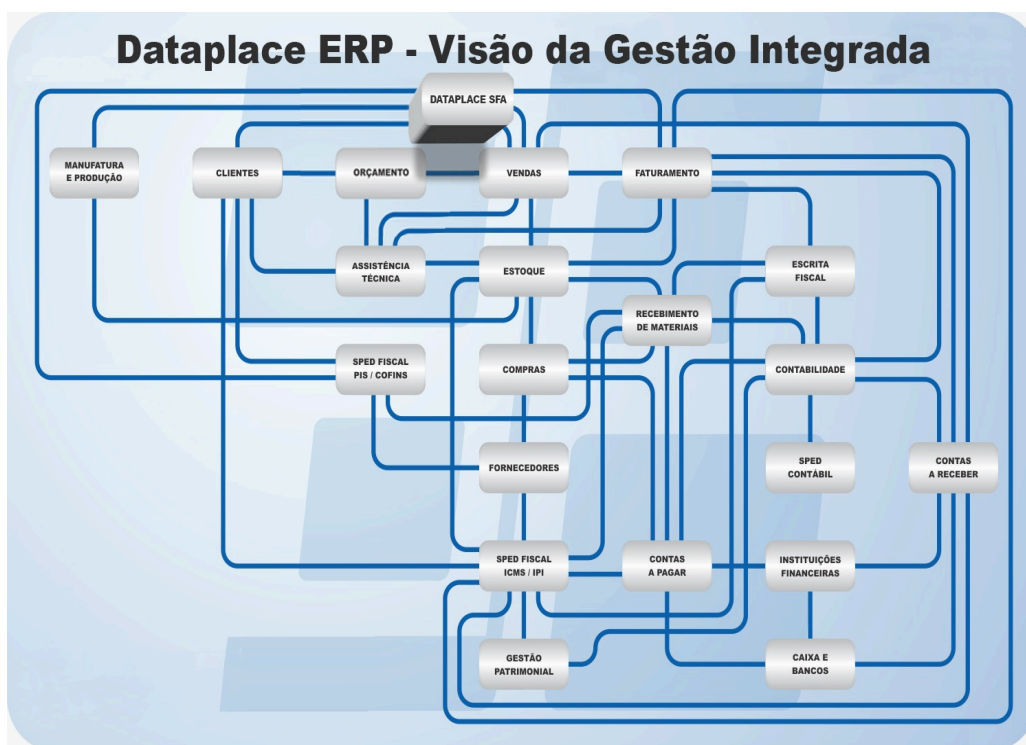 Dataplace ERP - Visão da Gestão Integrada
DATAPLACE SFA
MANUFATURA
E PRODUÇÃO
CLIENTES
ORÇAMENTO
VENDAS
FATURAMENTO
ASSISTÊNCIA
TÉCNICA
ESTOQUE
ESCRITA
FISCAL
RECEBIMENTO
DE MATERIAIS
SPED FISCAL
PIS / COFINS
COMPRAS
CONTABILIDADE
FORNECEDORES
SPED
CONTÁBIL
CONTAS
A RECEBER
SPED FISCAL
ICMS / IPI
CONTAS
A PAGAR
INSTITUIÇÕES
FINANCEIRAS
GESTÃO
PATRIMONIAL
CAIXA E
BANCOS